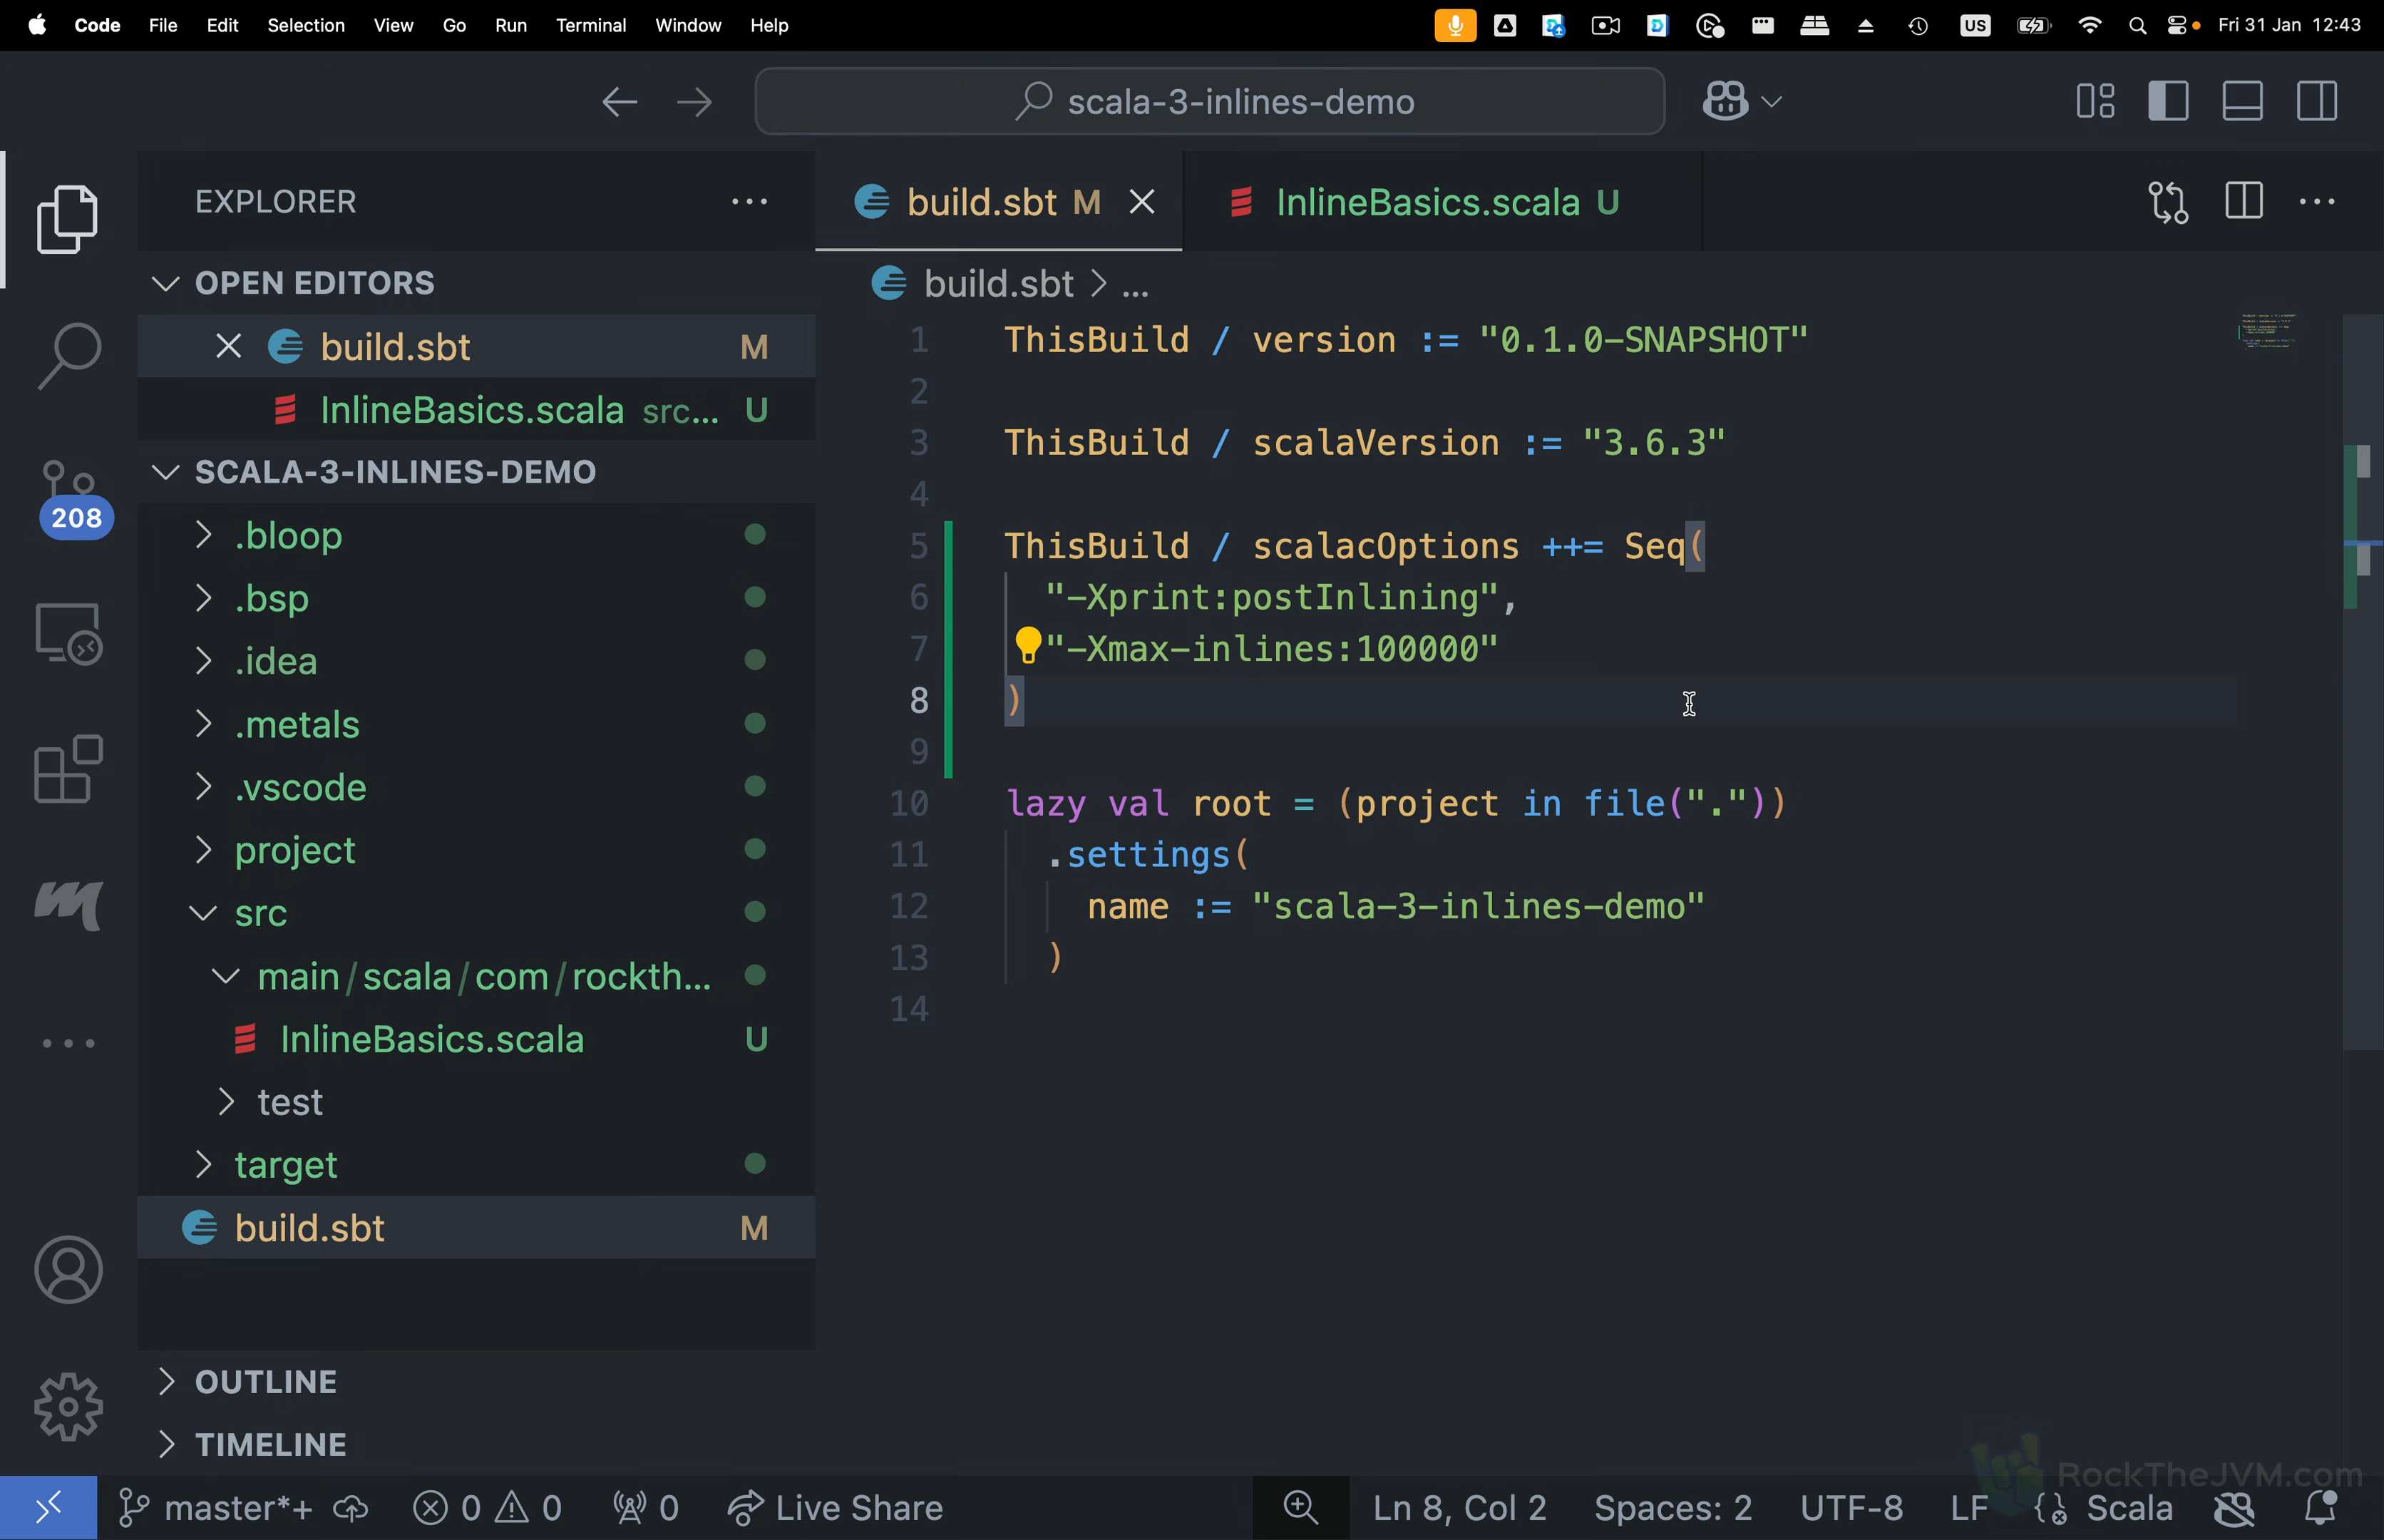 Code File Edit Selection View Go Run Terminal Window Help US Fri 31 Jan 12:43
scala-3-inlines-demo
EXPLORER
build.sbt M
InlineBasics.scala U
OPEN EDITORS
build.sbt M
InlineBasics.scala src... U
SCALA-3-INLINES-DEMO
208
.bloop
.bsp
.idea
.metals
.vscode
project
src
main/scala/com/rockth...
InlineBasics.scala U
test
target
build.sbt M
OUTLINE
TIMELINE
build.sbt > ...
1 ThisBuild / version := "0.1.0-SNAPSHOT"
2
3 ThisBuild / scalaVersion := "3.6.3"
4
5 ThisBuild / scalacOptions ++= Seq(
6 "-Xprint:postInlining",
7 "-Xmax-inlines:100000"
8 )
9
10 lazy val root = (project in file("."))
11 .settings(
12 name := "scala-3-inlines-demo"
13 )
14
RockTheJVM.com
master*+ 0 0 0 Live Share Ln 8, Col 2 Spaces: 2 UTF-8 LF Scala